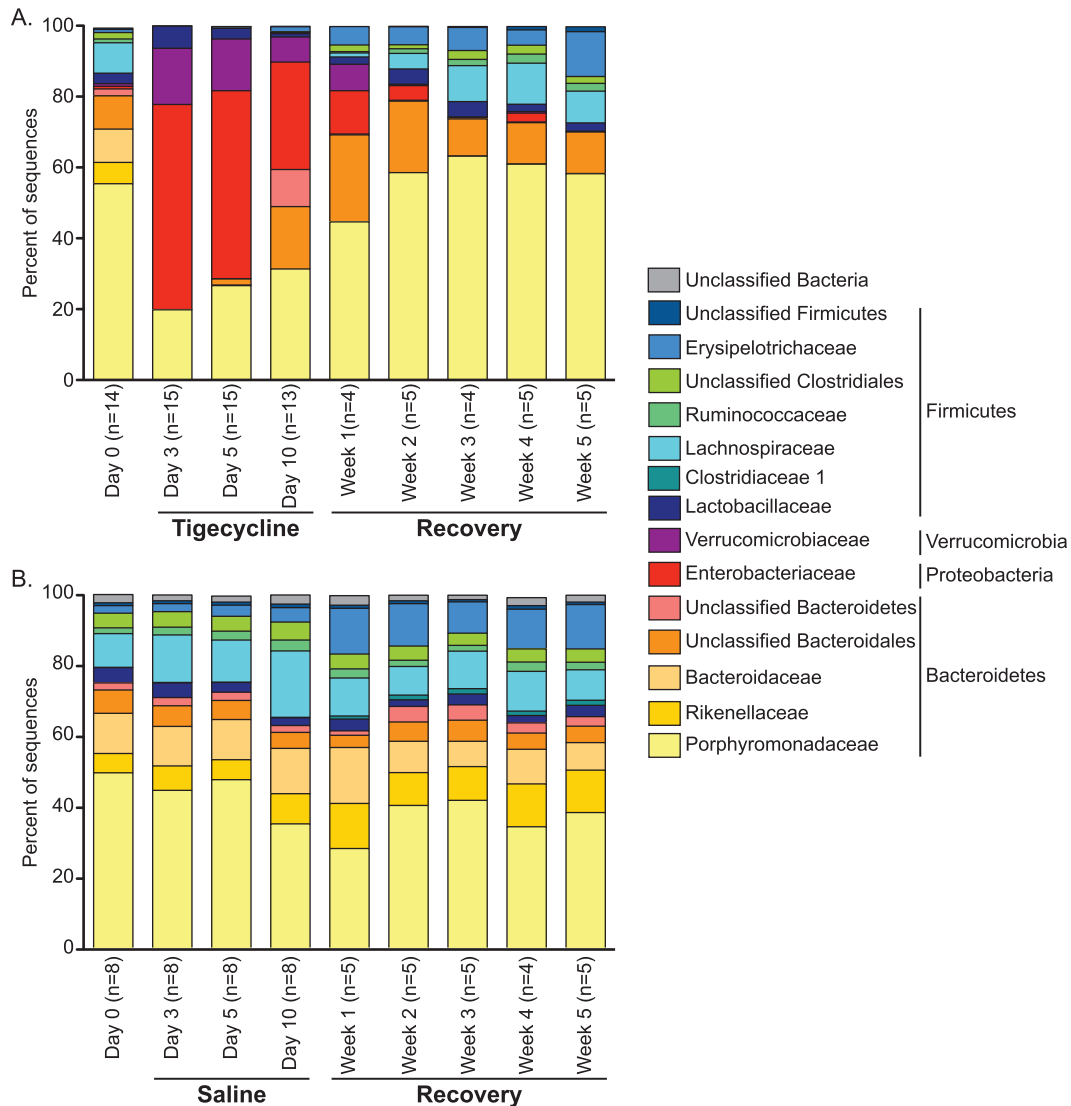 A.
Percent of sequences
100
80
60
40
20
0
Day 0 (n=14)
Day 3 (n=15)
Day 5 (n=15)
Day 10 (n=13)
Week 1(n=4)
Week 2 (n=5)
Week 3 (n=4)
Week 4 (n=5)
Week 5 (n=5)
Tigecycline
Recovery
Unclassified Bacteria
Unclassified Firmicutes
Erysipelotrichaceae
Unclassified Clostridiales
Ruminococcaceae
Lachnospiraceae
Clostridiaceae 1
Lactobacillaceae
Verrucomicrobiaceae
Enterobacteriaceae
Unclassified Bacteroidetes
Unclassified Bacteroidales
Bacteroidaceae
Rikenellaceae
Porphyromonadaceae
Firmicutes
Verrucomicrobia
Proteobacteria
Bacteroidetes
B.
Percent of sequences
100
80
60
40
20
0
Day 0 (n=8)
Day 3 (n=8)
Day 5 (n=8)
Day 10 (n=8)
Week 1 (n=5)
Week 2 (n=5)
Week 3 (n=5)
Week 4 (n=4)
Week 5 (n=5)
Saline
Recovery